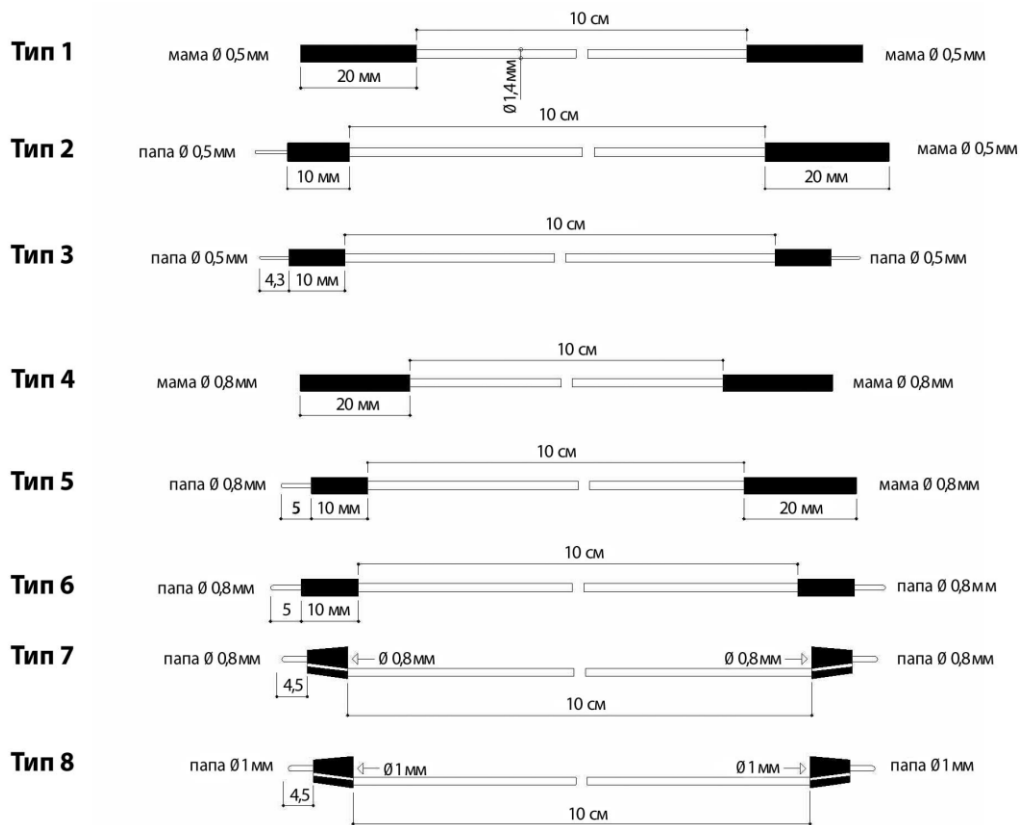 10 см
Тип 1
мама Ø 0,5мм
мама Ø 0,5мм
20 мм
Ø1,4мм
10 см
Тип 2
папа Ø 0,5мм
мама Ø 0,5мм
10 мм
20 мм
10 см
Тип 3
папа Ø 0,5мм
папа Ø 0,5мм
4,3
10 мм
10 см
Тип 4
мама Ø 0,8мм
мама Ø 0,8мм
20 мм
10 см
Тип 5
папа Ø 0,8мм
мама Ø 0,8мм
5
10 мм
20 мм
10 см
Тип 6
папа Ø 0,8мм
папа Ø 0,8мм
5
10 мм
Тип 7
папа Ø 0,8мм
Ø 0,8мм
Ø 0,8мм
папа Ø 0,8мм
4,5
10 см
Тип 8
папа Ø1мм
Ø1мм
Ø1мм
папа Ø1мм
4,5
10 см